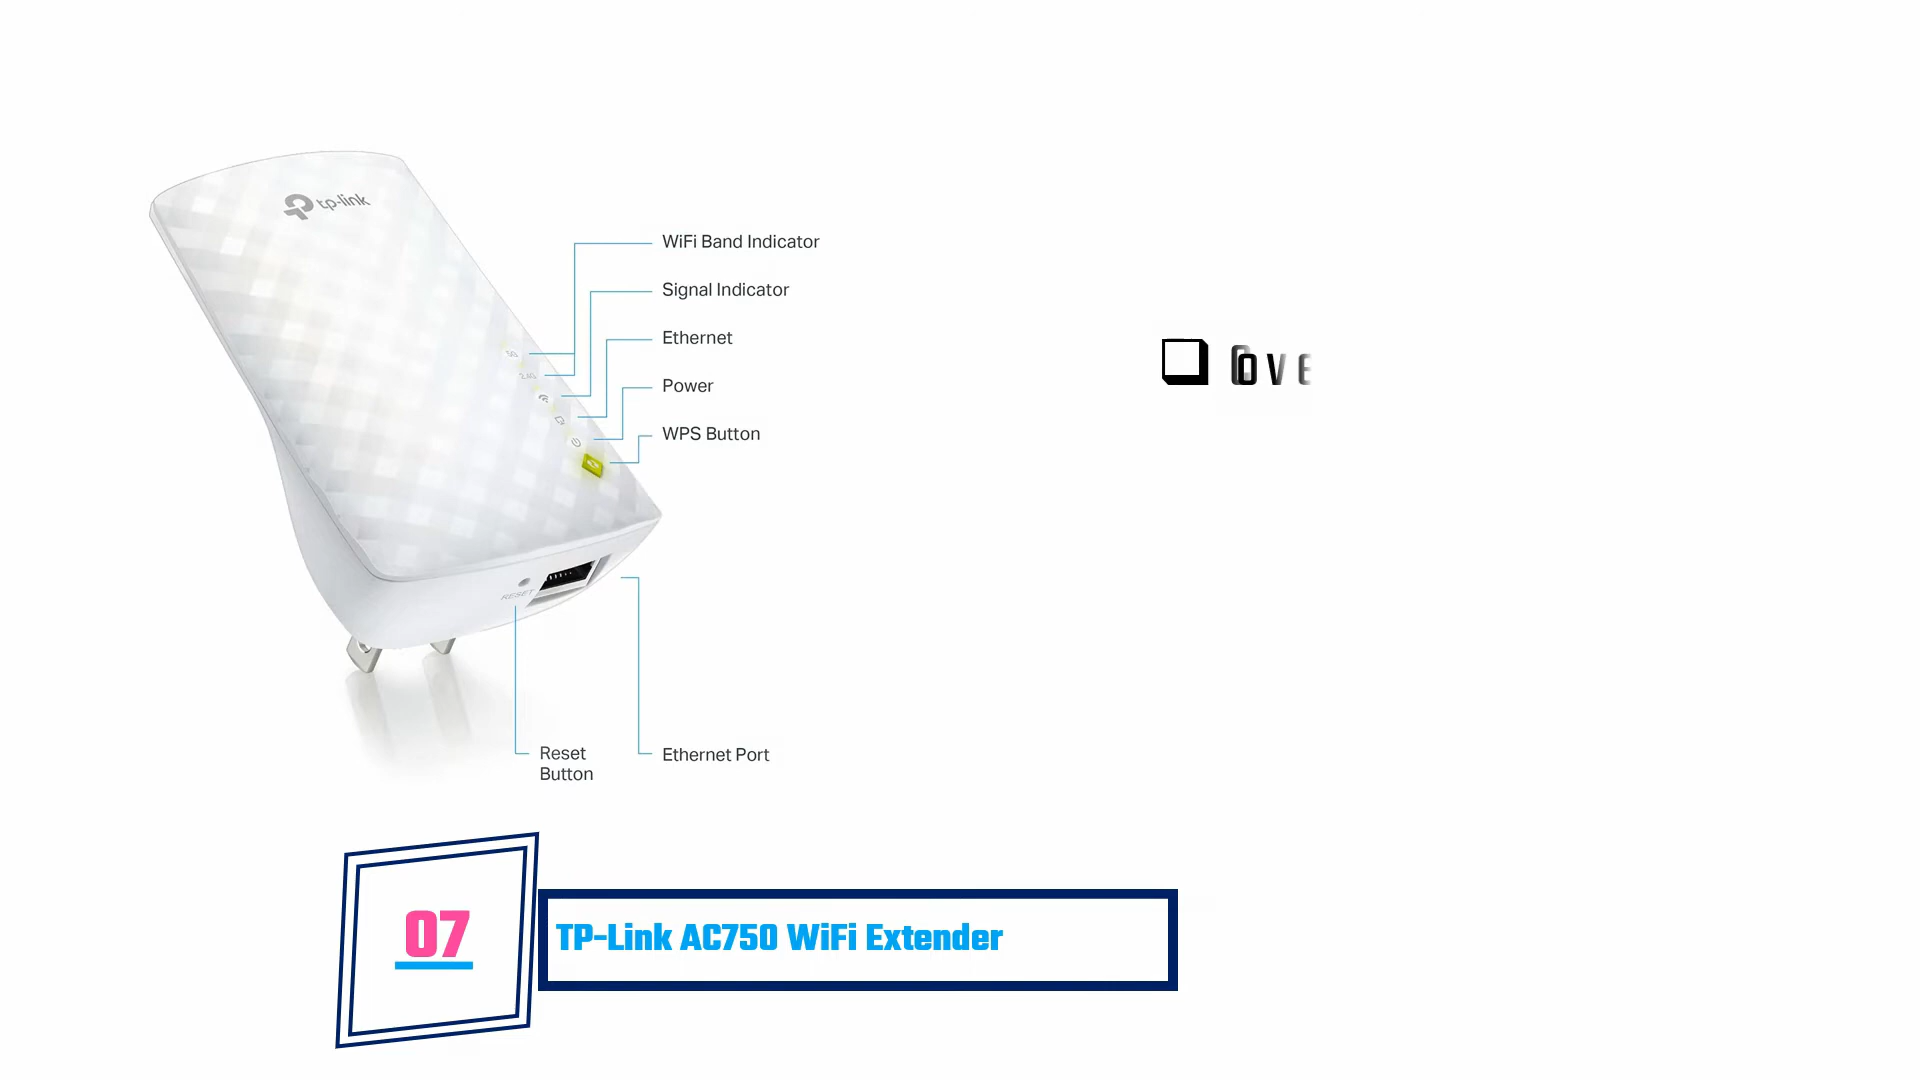 tp-link
WiFi Band Indicator
Signal Indicator
Ethernet
Power
WPS Button
RESET
Reset
Button
Ethernet Port
07
TP-Link AC750 WiFi Extender